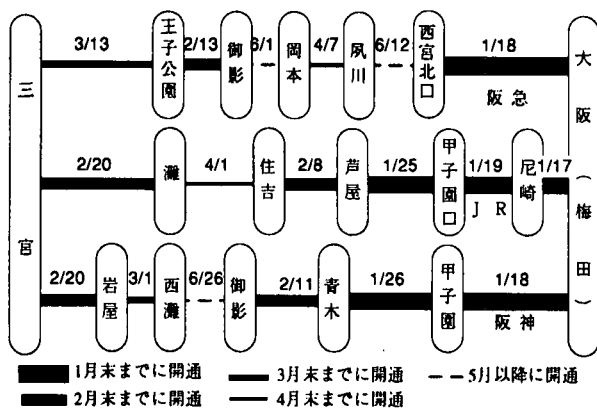 三宮
3/13
王子公園
2/13
御影
6/1
岡本
4/7
夙川
6/12
西宮北口
1/18
阪急
大阪(梅田)
2/20
灘
4/1
住吉
2/8
芦屋
1/25
甲子園口
1/19
JR
尼崎
1/17
2/20
岩屋
3/1
西灘
6/26
御影
2/11
青木
1/26
甲子園
1/18
阪神
1月末までに開通
3月末までに開通
5月以降に開通
2月末までに開通
4月末までに開通